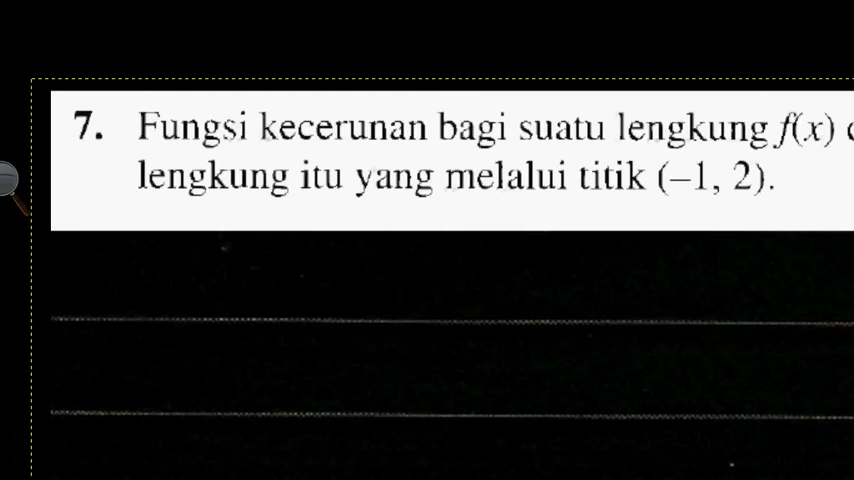 7. Fungsi kecerunan bagi suatu lengkung f(x)
lengkung itu yang melalui titik (–1, 2).